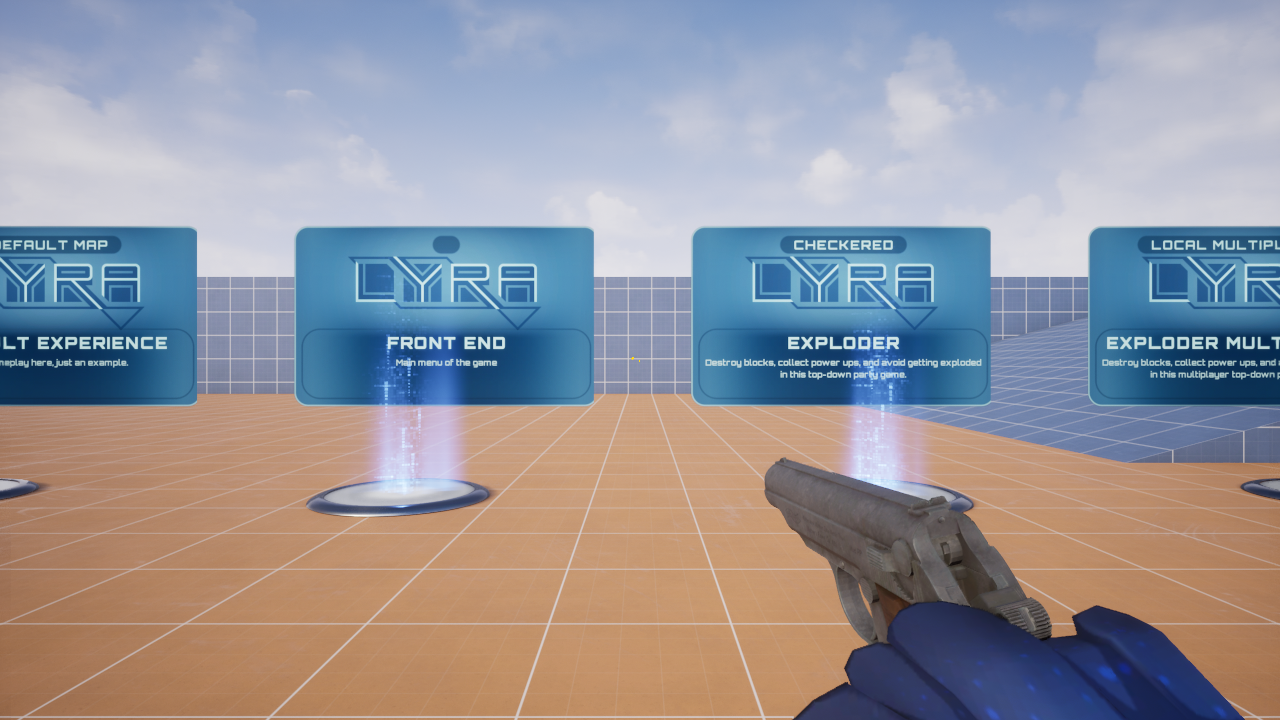 DEFAULT MAP
LYRA
LT EXPERIENCE
meplay here, just an example.
LYRA
FRONT END
Main menu of the game
CHECKERED
LYRA
EXPLODER
Destroy blocks, collect power ups, and avoid getting exploded
in this top-down party game.
LOCAL MULTIPL
LYR
EXPLODER MULT
Destroy blocks, collect power ups, and
in this multiplayer top-down p